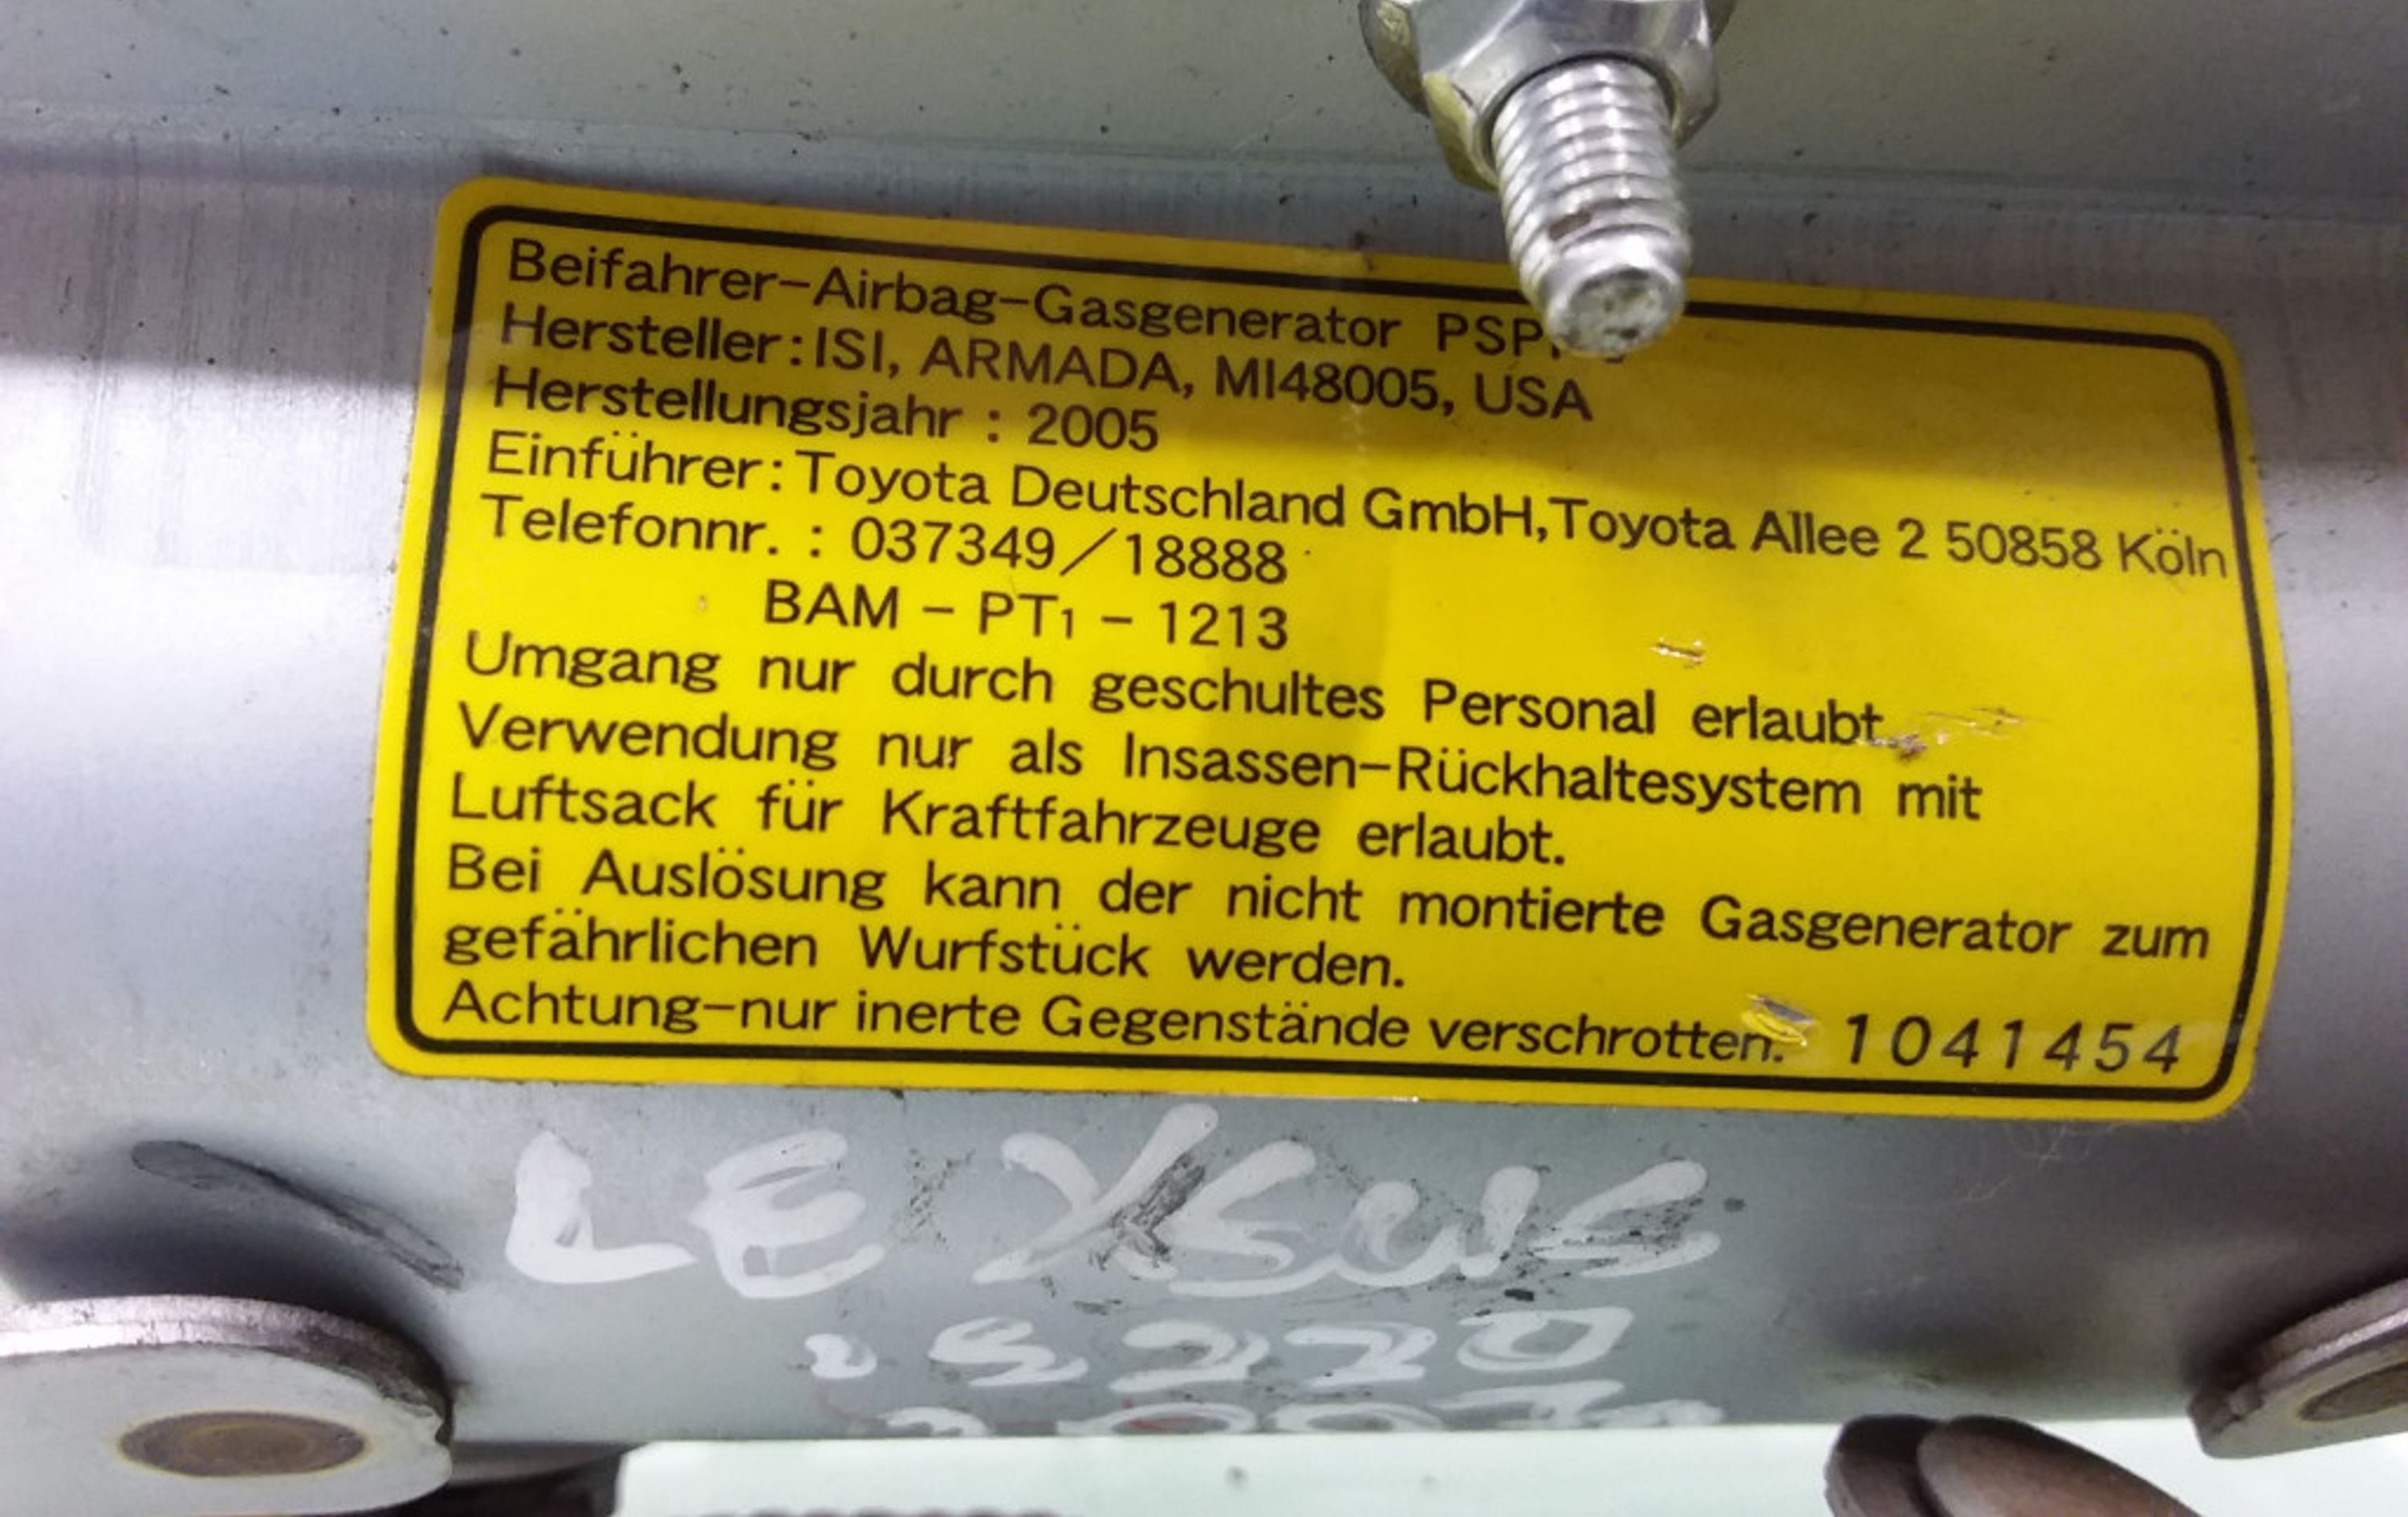 Beifahrer-Airbag-Gasgenerator
Hersteller:ISI, ARMADA, MI48005, USA
Herstellungsjahr : 2005
Einführer:Toyota Deutschland GmbH,Toyota Allee 2 50858 Köln
Telefonnr. : 037349/18888
BAM - PT1 - 1213
Umgang nur durch geschultes Personal erlaubt.
Verwendung nur als Insassen-Rückhaltesystem mit
Luftsack für Kraftfahrzeuge erlaubt.
Bei Auslösung kann der nicht montierte Gasgenerator zum
gefährlichen Wurfstück werden.
Achtung-nur inerte Gegenstände verschrotten. 1041454
LEXSUS
is 220